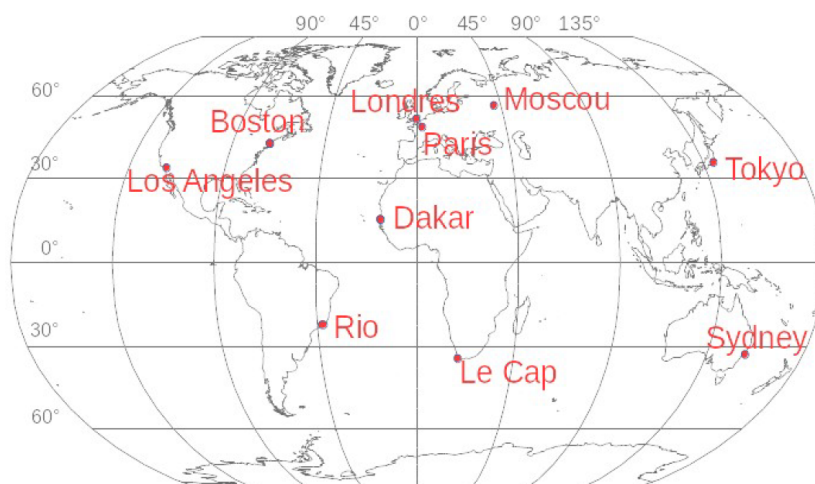 90° 45° 0° 45° 90° 135°
60°
Londres
Moscou
Boston
Paris
30°
Los Angeles
Tokyo
Dakar
0°
Rio
30°
Sydney
Le Cap
60°